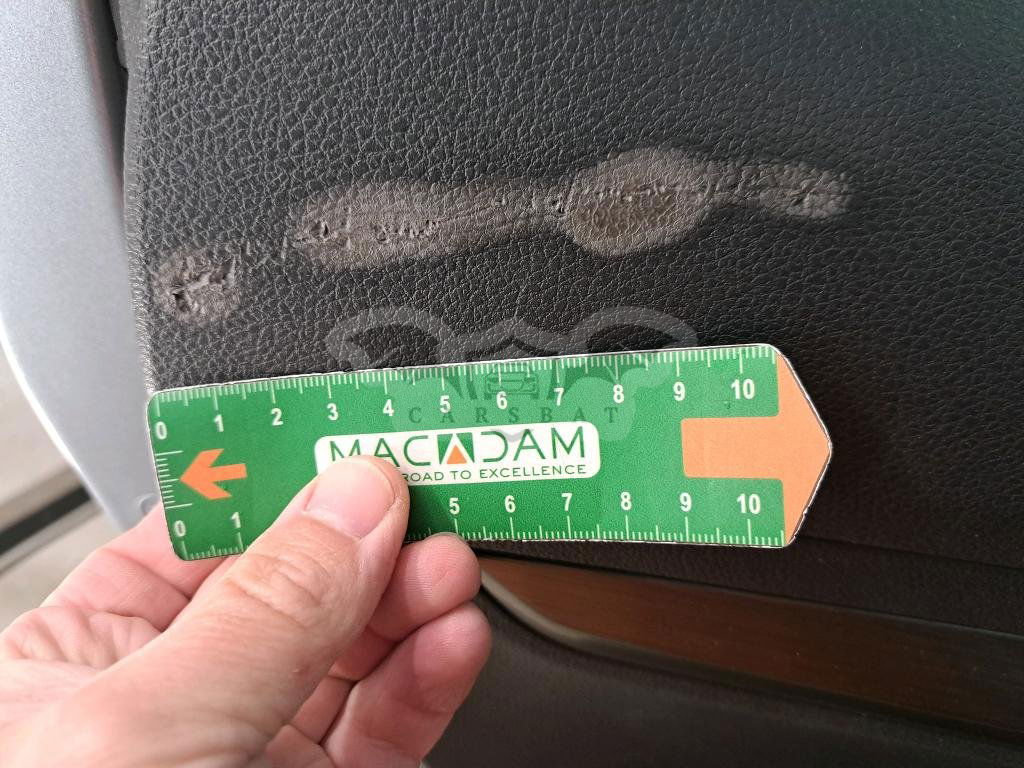 0 1 2 3 4 5 6 7 8 9 10
CARSBAT
MACADAM
ROAD TO EXCELLENCE
0 1 5 6 7 8 9 10